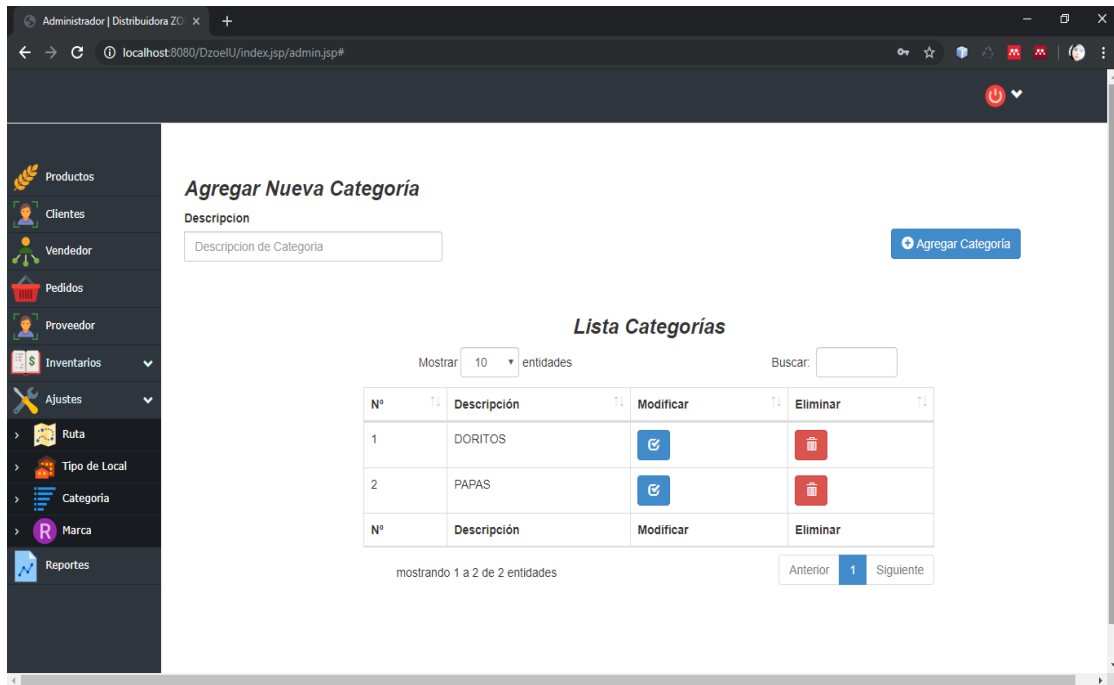 Administrador | Distribuidora ZO
localhost:8080/DzoelU/index.jsp/admin.jsp#
Productos
Clientes
Vendedor
Pedidos
Proveedor
Inventarios
Ajustes
Ruta
Tipo de Local
Categoria
R Marca
Reportes
Agregar Nueva Categoría
Descripcion
Descripcion de Categoria
Agregar Categoría
Lista Categorías
Mostrar 10 entidades Buscar:
Nº Descripción Modificar Eliminar
1 DORITOS
2 PAPAS
Nº Descripción Modificar Eliminar
mostrando 1 a 2 de 2 entidades Anterior 1 Siguiente